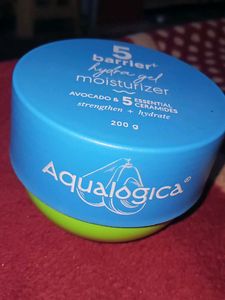 5
barrier+
hydra gel
moisturizer
AVOCADO & 5 ESSENTIAL
CERAMIDES
strengthen + hydrate
200 g
Aqualogica®